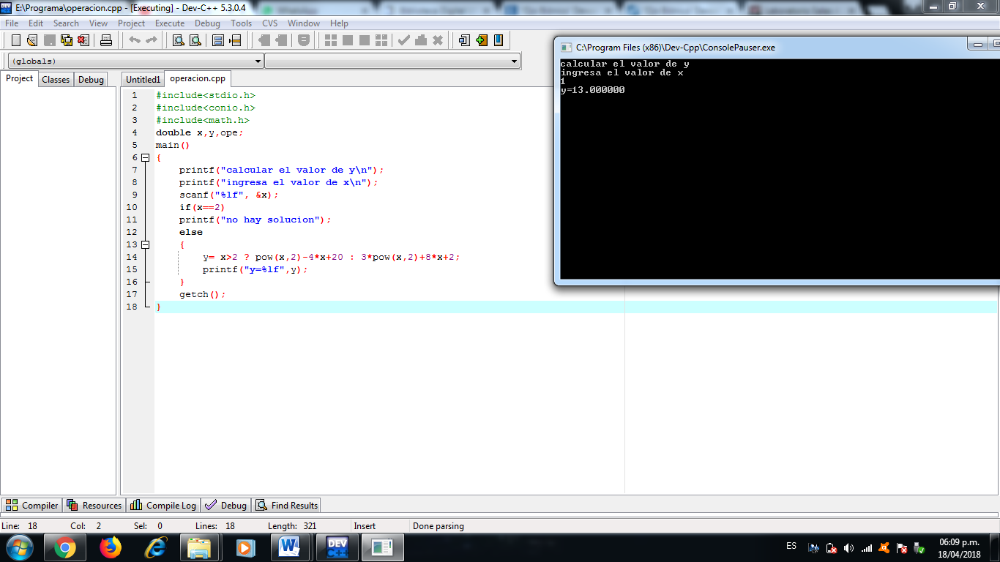 E:\Programa\operacion.cpp - [Executing] - Dev-C++ 5.3.0.4
File Edit Search View Project Execute Debug Tools CVS Window Help
(globals)
Project Classes Debug
Untitled1 operacion.cpp
1 #include<stdio.h>
2 #include<conio.h>
3 #include<math.h>
4 double x,y,ope;
5 main()
6 {
7 printf("calcular el valor de y\n");
8 printf("ingresa el valor de x\n");
9 scanf("%lf", &x);
10 if(x==2)
11 printf("no hay solucion");
12 else
13 {
14 y= x>2 ? pow(x,2)-4*x+20 : 3*pow(x,2)+8*x+2;
15 printf("y=%lf",y);
16 }
17 getch();
18 }
C:\Program Files (x86)\Dev-Cpp\ConsolePauser.exe
calcular el valor de y
ingresa el valor de x
1
y=13.000000
Compiler Resources Compile Log Debug Find Results
Line: 18 Col: 2 Sel: 0 Lines: 18 Length: 321 Insert Done parsing
ES
06:09 p.m.
18/04/2018